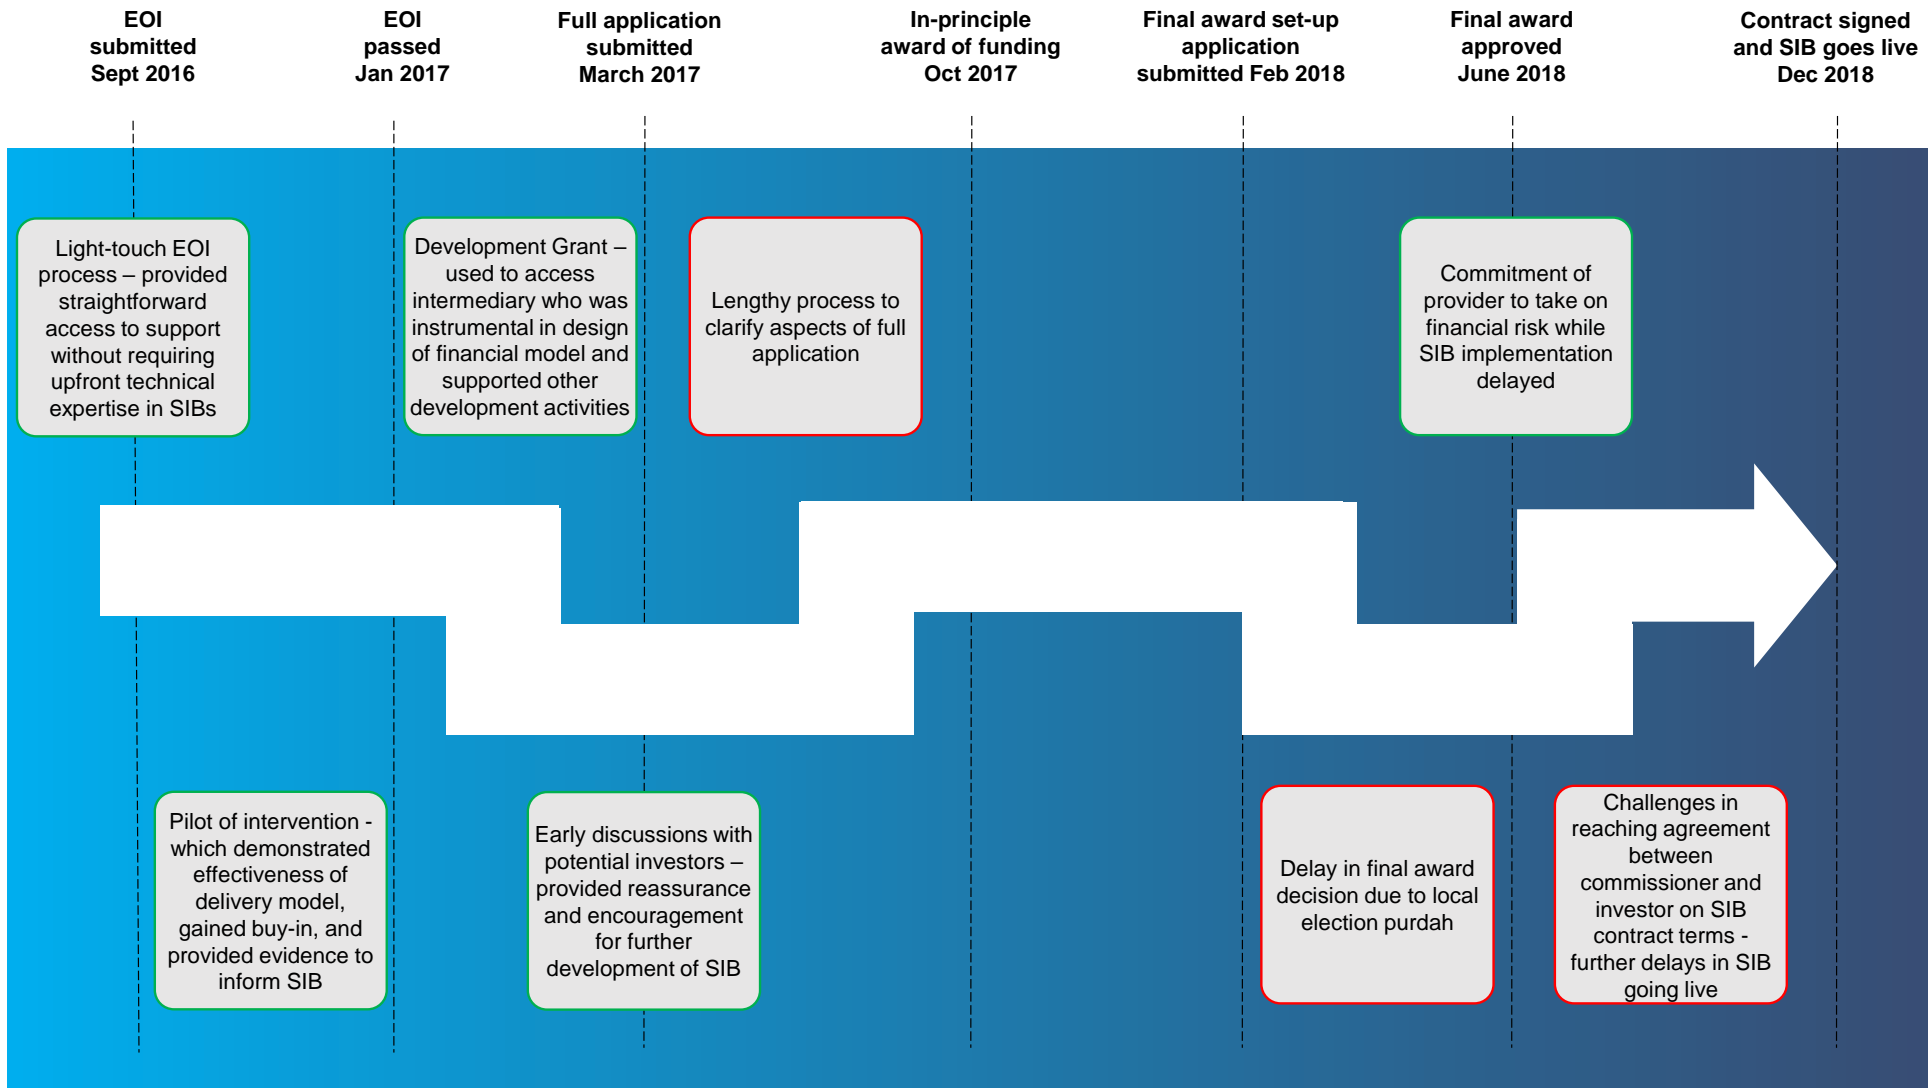 EOI
submitted
Sept 2016
EOI
passed
Jan 2017
Full application
submitted
March 2017
In-principle
award of funding
Oct 2017
Final award set-up
application
submitted Feb 2018
Final award
approved
June 2018
Contract signed
and SIB goes live
Dec 2018
Light-touch EOI
process – provided
straightforward
access to support
without requiring
upfront technical
expertise in SIBs
Development Grant –
used to access
intermediary who was
instrumental in design
of financial model and
supported other
development activities
Lengthy process to
clarify aspects of full
application
Commitment of
provider to take on
financial risk while
SIB implementation
delayed
Pilot of intervention -
which demonstrated
effectiveness of
delivery model,
gained buy-in, and
provided evidence to
inform SIB
Early discussions with
potential investors –
provided reassurance
and encouragement
for further
development of SIB
Delay in final award
decision due to local
election purdah
Challenges in
reaching agreement
between
commissioner and
investor on SIB
contract terms -
further delays in SIB
going live